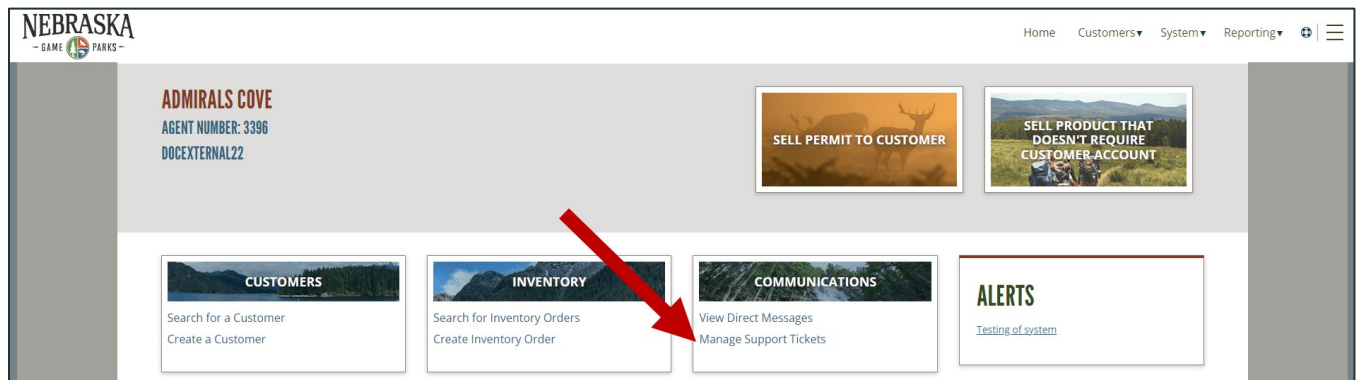 NEBRASKA
- GAME PARKS -
Home Customers▾ System▾ Reporting▾
ADMIRALS COVE
AGENT NUMBER: 3396
DOCEXTERNAL22
SELL PERMIT TO CUSTOMER
SELL PRODUCT THAT
DOESN'T REQUIRE
CUSTOMER ACCOUNT
CUSTOMERS
Search for a Customer
Create a Customer
INVENTORY
Search for Inventory Orders
Create Inventory Order
COMMUNICATIONS
View Direct Messages
Manage Support Tickets
ALERTS
Testing of system